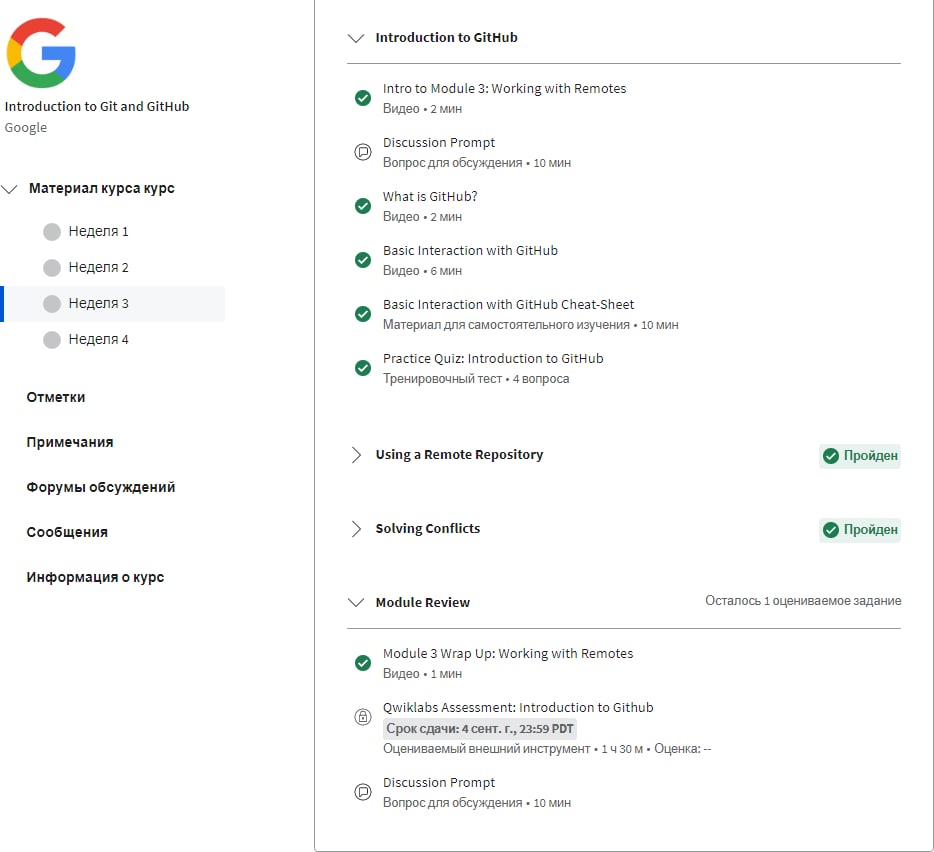 Introduction to Git and GitHub
Google
Материал курса курс
Неделя 1
Неделя 2
Неделя 3
Неделя 4
Отметки
Примечания
Форумы обсуждений
Сообщения
Информация о курс
Introduction to GitHub
Intro to Module 3: Working with Remotes
Видео • 2 мин
Discussion Prompt
Вопрос для обсуждения • 10 мин
What is GitHub?
Видео • 2 мин
Basic Interaction with GitHub
Видео • 6 мин
Basic Interaction with GitHub Cheat-Sheet
Материал для самостоятельного изучения • 10 мин
Practice Quiz: Introduction to GitHub
Тренировочный тест • 4 вопроса
Using a Remote Repository
Пройден
Solving Conflicts
Пройден
Module Review
Осталось 1 оцениваемое задание
Module 3 Wrap Up: Working with Remotes
Видео • 1 мин
Qwiklabs Assessment: Introduction to Github
Срок сдачи: 4 сент. г., 23:59 PDT
Оцениваемый внешний инструмент • 1 ч 30 м • Оценка: --
Discussion Prompt
Вопрос для обсуждения • 10 мин